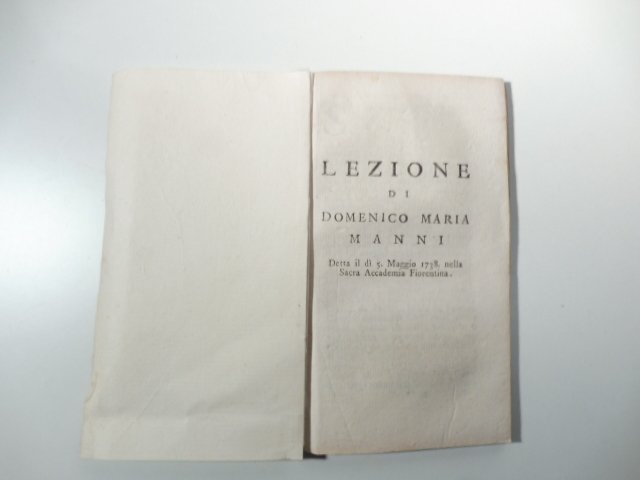 LEZIONE
DI
DOMENICO MARIA
MANNI
Detta il dì 5. Maggio 1738. nella
Sacra Accademia Fiorentina.